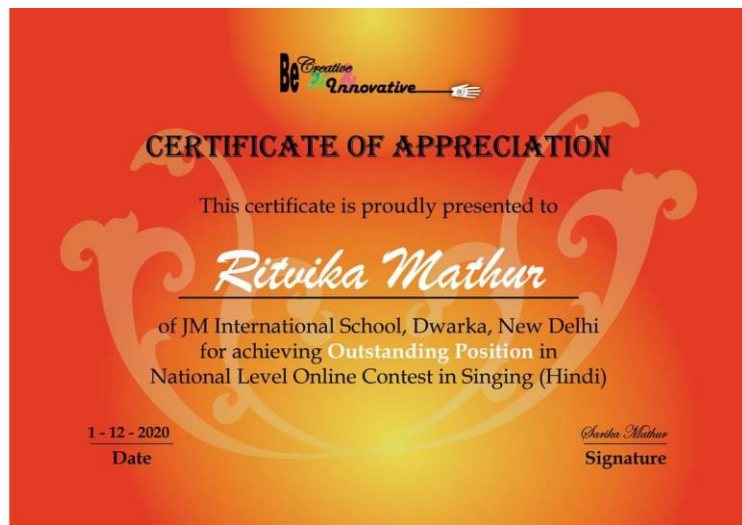 Be Creative
Innovative
CERTIFICATE OF APPRECIATION
This certificate is proudly presented to
Ritvika Mathur
of JM International School, Dwarka, New Delhi
for achieving Outstanding Position in
National Level Online Contest in Singing (Hindi)
1 - 12 - 2020
Date
Sarika Mathur
Signature